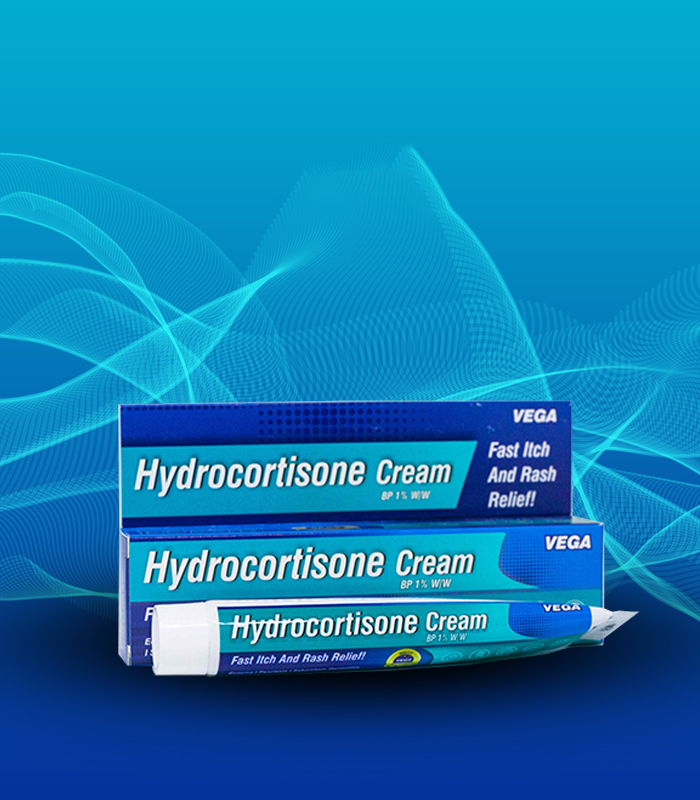 VEGA
Hydrocortisone Cream
BP 1% W/W
Fast Itch
And Rash
Relief!
VEGA
Hydrocortisone Cream
BP 1% W/W
VEGA
Hydrocortisone Cream
BP 1% W/W
Fast Itch And Rash Relief!
VEGA